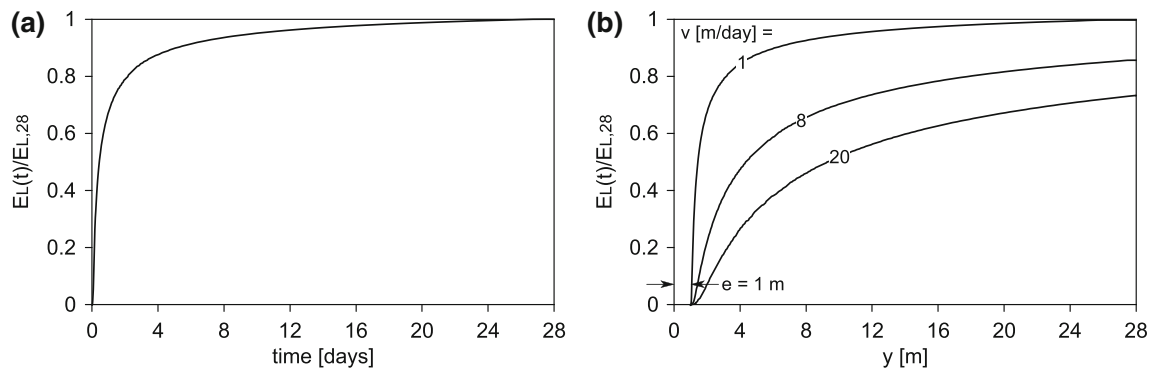 (a)
EL(t)/EL,28
1
0.8
0.6
0.4
0.2
0
0 4 8 12 16 20 24 28
time [days]
(b)
EL(t)/EL,28
1
0.8
0.6
0.4
0.2
0
v [m/day] =
1
8
20
e = 1 m
0 4 8 12 16 20 24 28
y [m]